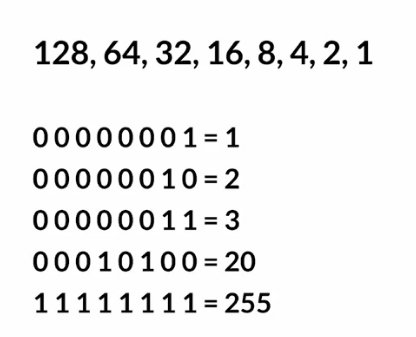 128, 64, 32, 16, 8, 4, 2, 1
0 0 0 0 0 0 0 1 = 1
0 0 0 0 0 0 1 0 = 2
0 0 0 0 0 0 1 1 = 3
0 0 0 1 0 1 0 0 = 20
1 1 1 1 1 1 1 1 = 255